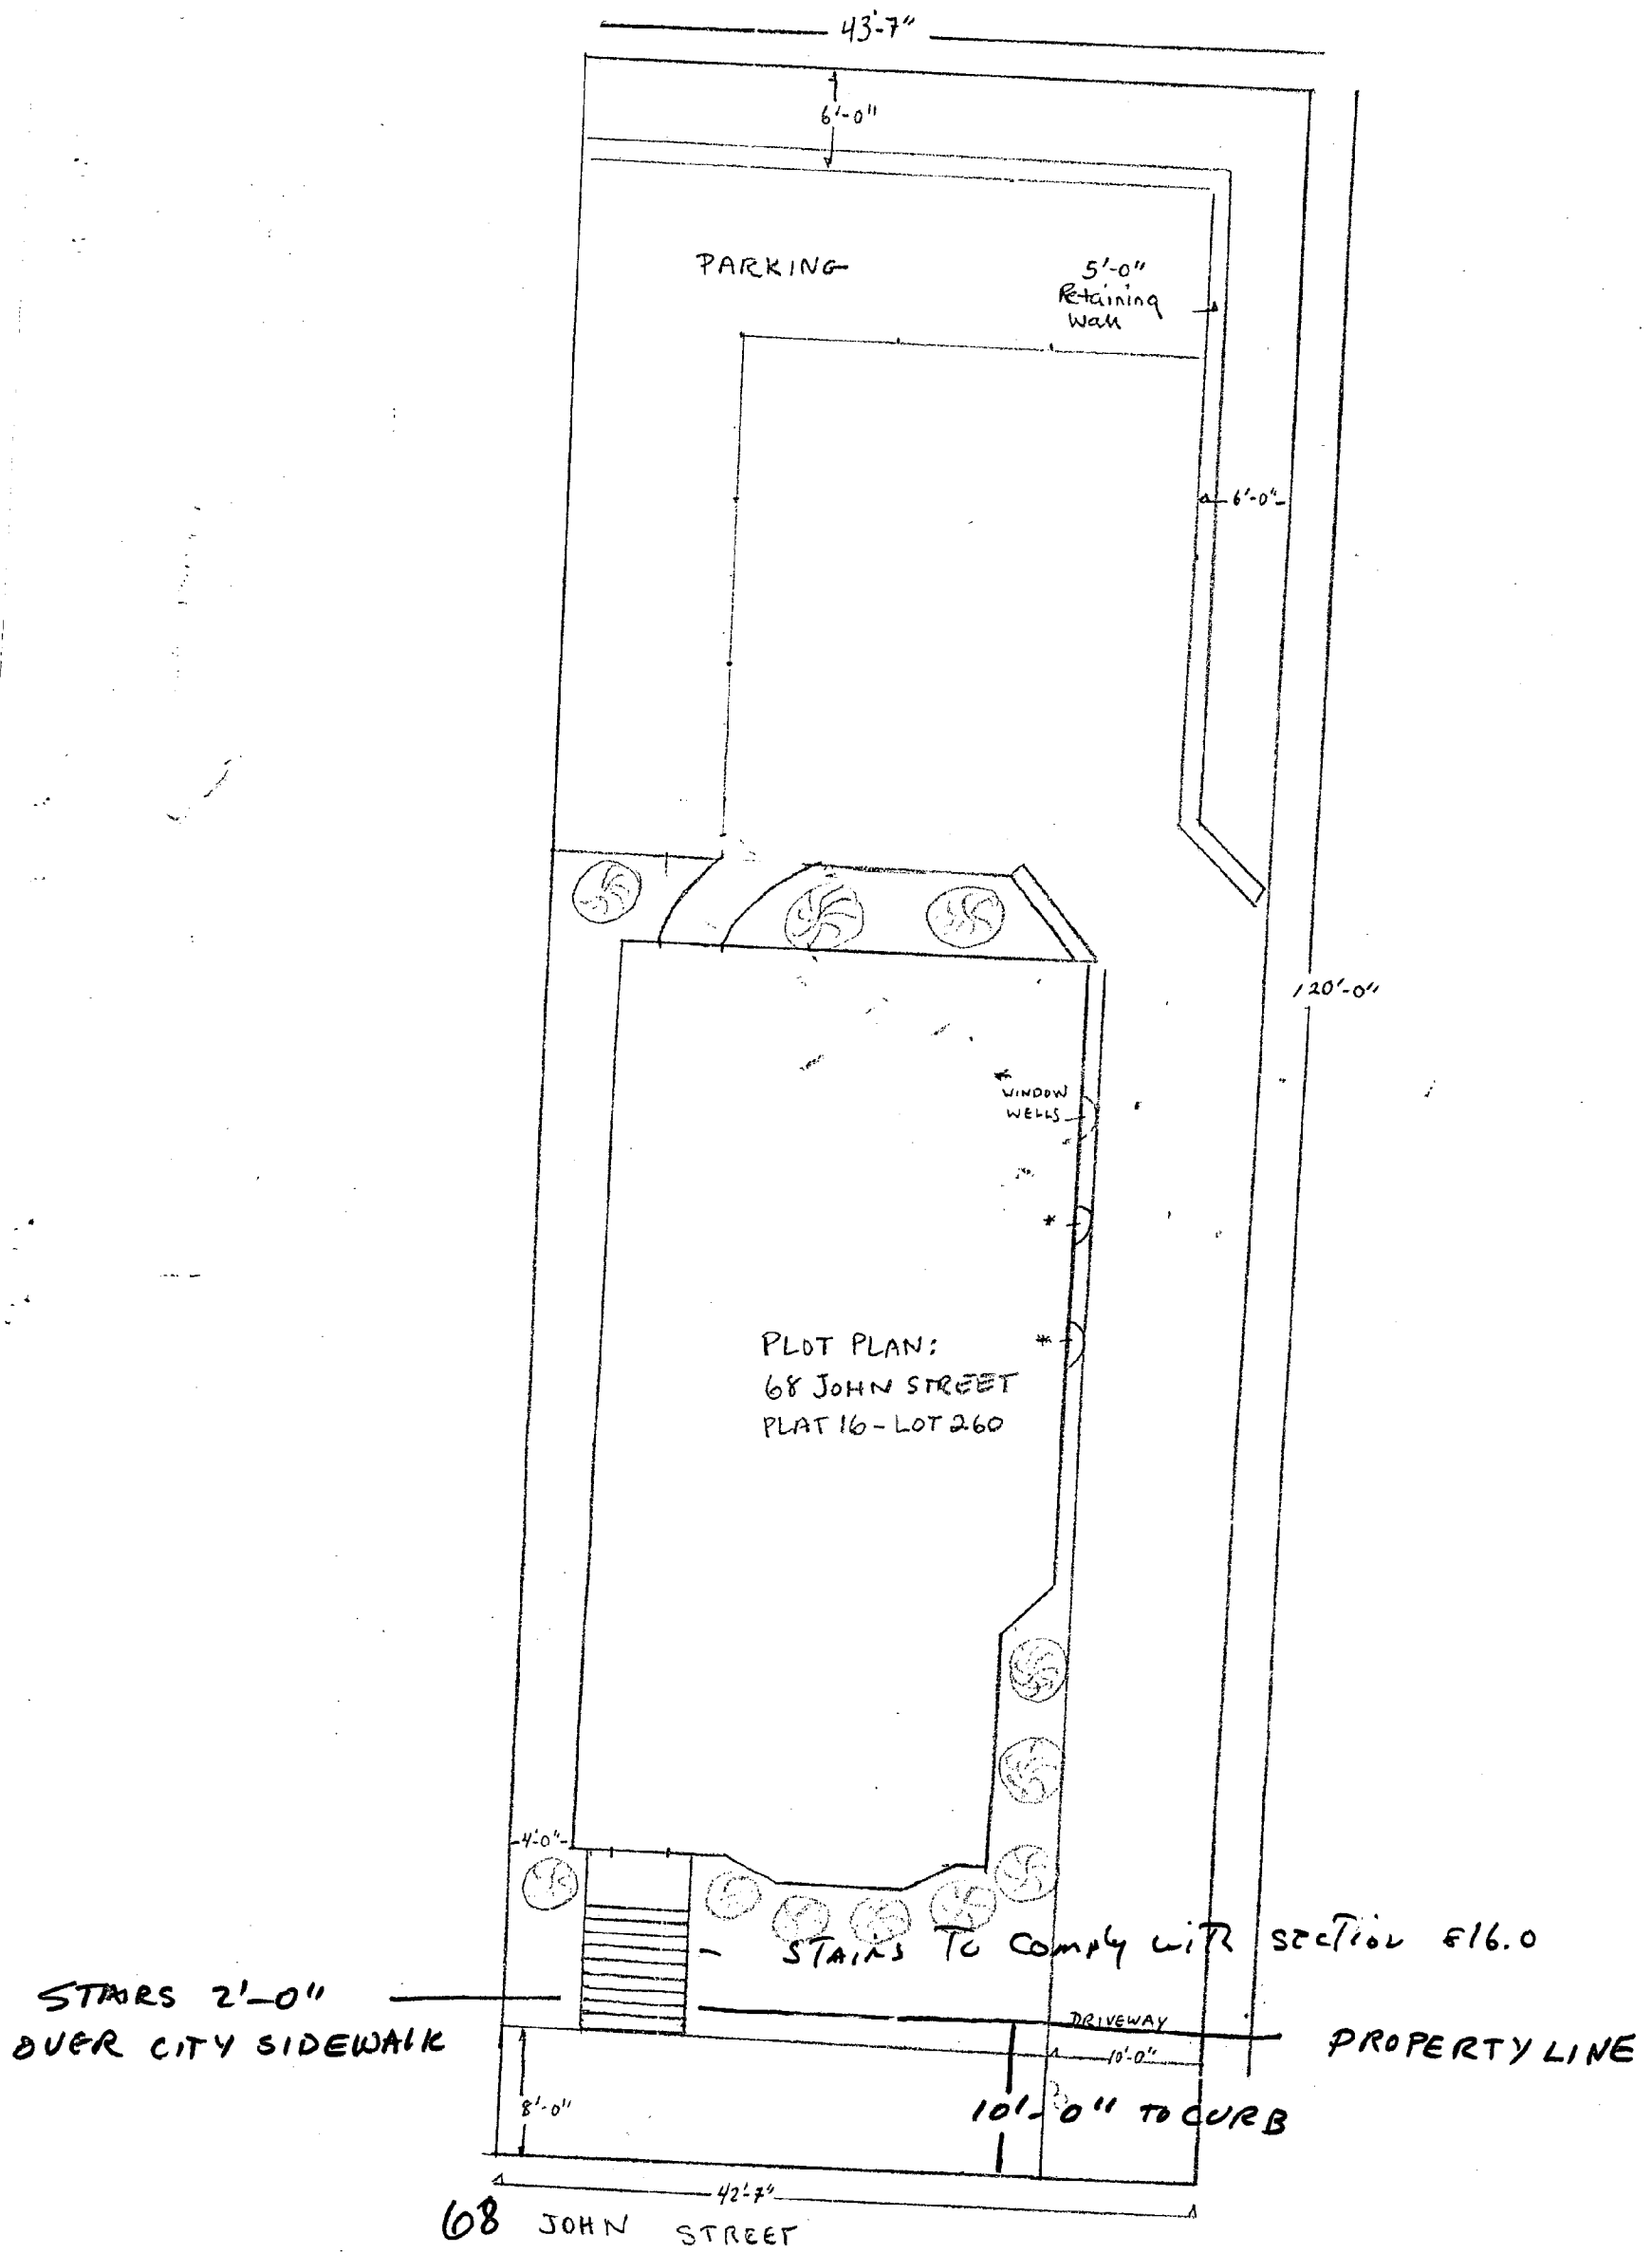 43'-7"
6'-0"
PARKING
5'-0"
Retaining
Wall
6'-0"
120'-0"
WINDOW
WELLS
*
*
PLOT PLAN:
68 JOHN STREET
PLAT 16 - LOT 260
4'-0"
STAIRS To Comply with section 816.0
STAIRS 2'-0"
OVER CITY SIDEWALK
DRIVEWAY
PROPERTY LINE
10'-0"
8'-0"
10'-0" TO CURB
42'-7"
68 JOHN STREET